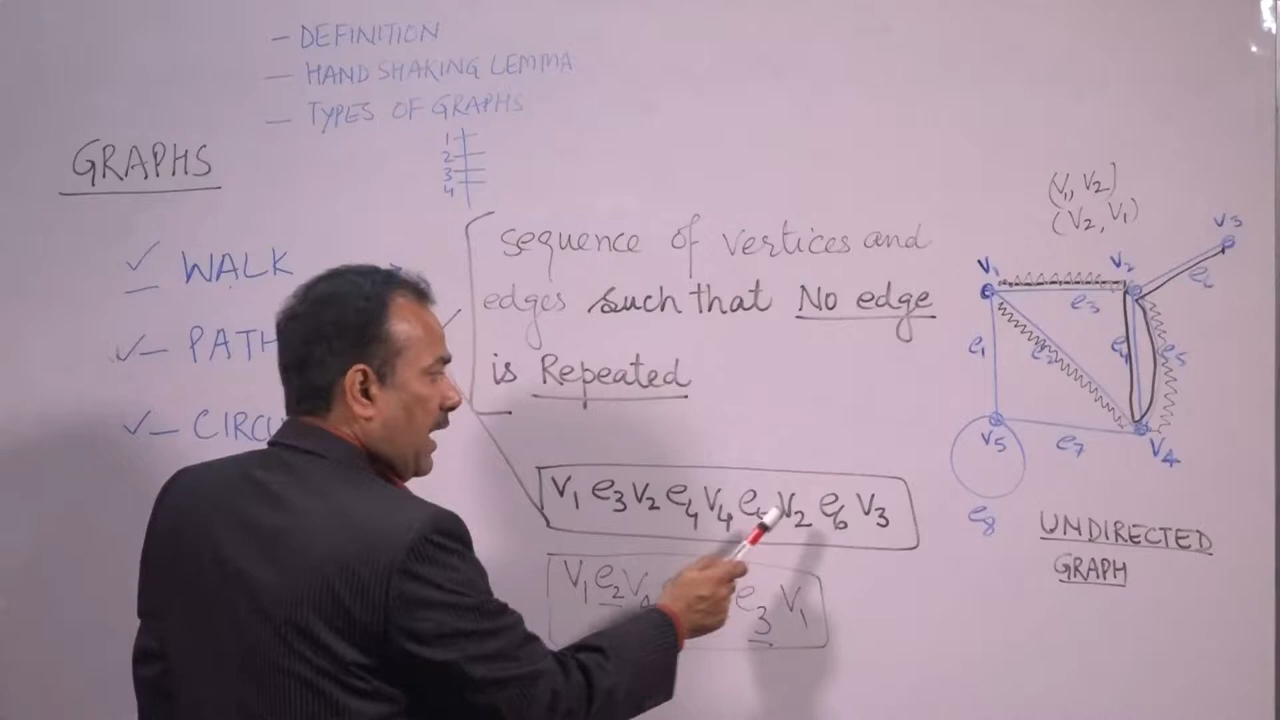 – DEFINITION
– HAND SHAKING LEMMA
– TYPES OF GRAPHS
1
2
3
4
GRAPHS
✓ WALK
✓– PATH
✓–
sequence of vertices and
edges such that No edge
is Repeated
V1 e3 V2 e4 V4 e5 V2 e6 V3
V1 e2 V4 e3 V1
(V1, V2)
(V2, V1)
V3
V1
V2
e3
e1
e2
e4
e5
V5
e7
V4
e8
UNDIRECTED
GRAPH